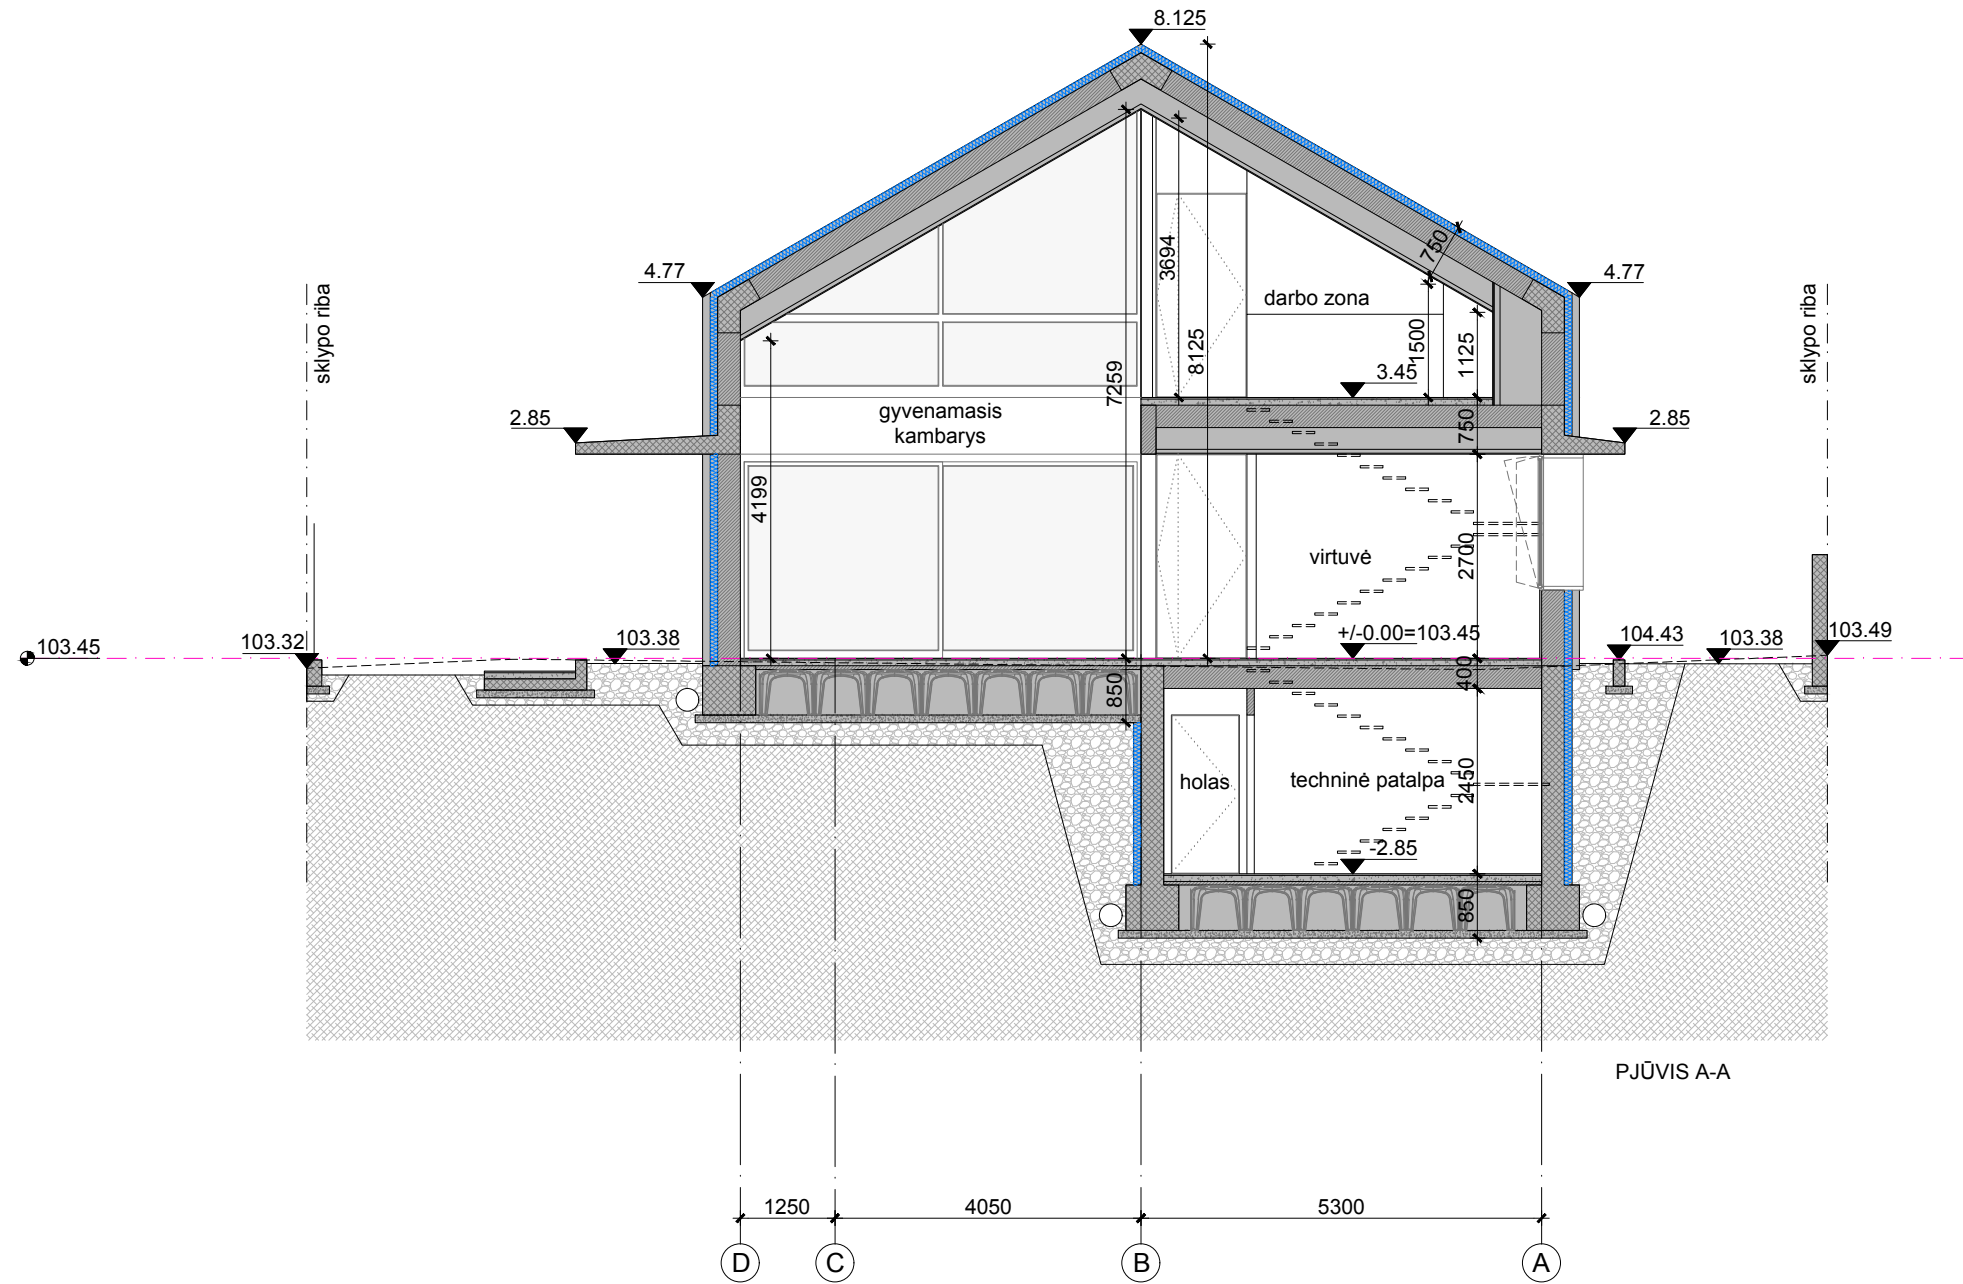 8.125
4.77
4.77
sklypo riba
sklypo riba
3694
8125
750
darbo zona
1500
1125
7259
3.45
gyvenamasis
kambarys
2.85
2.85
750
4199
virtuvė
2700
103.45
103.32
103.38
+/-0.00=103.45
104.43
103.38
103.49
400
850
holas
techninė patalpa
2450
-2.85
850
PJŪVIS A-A
1250
4050
5300
D
C
B
A